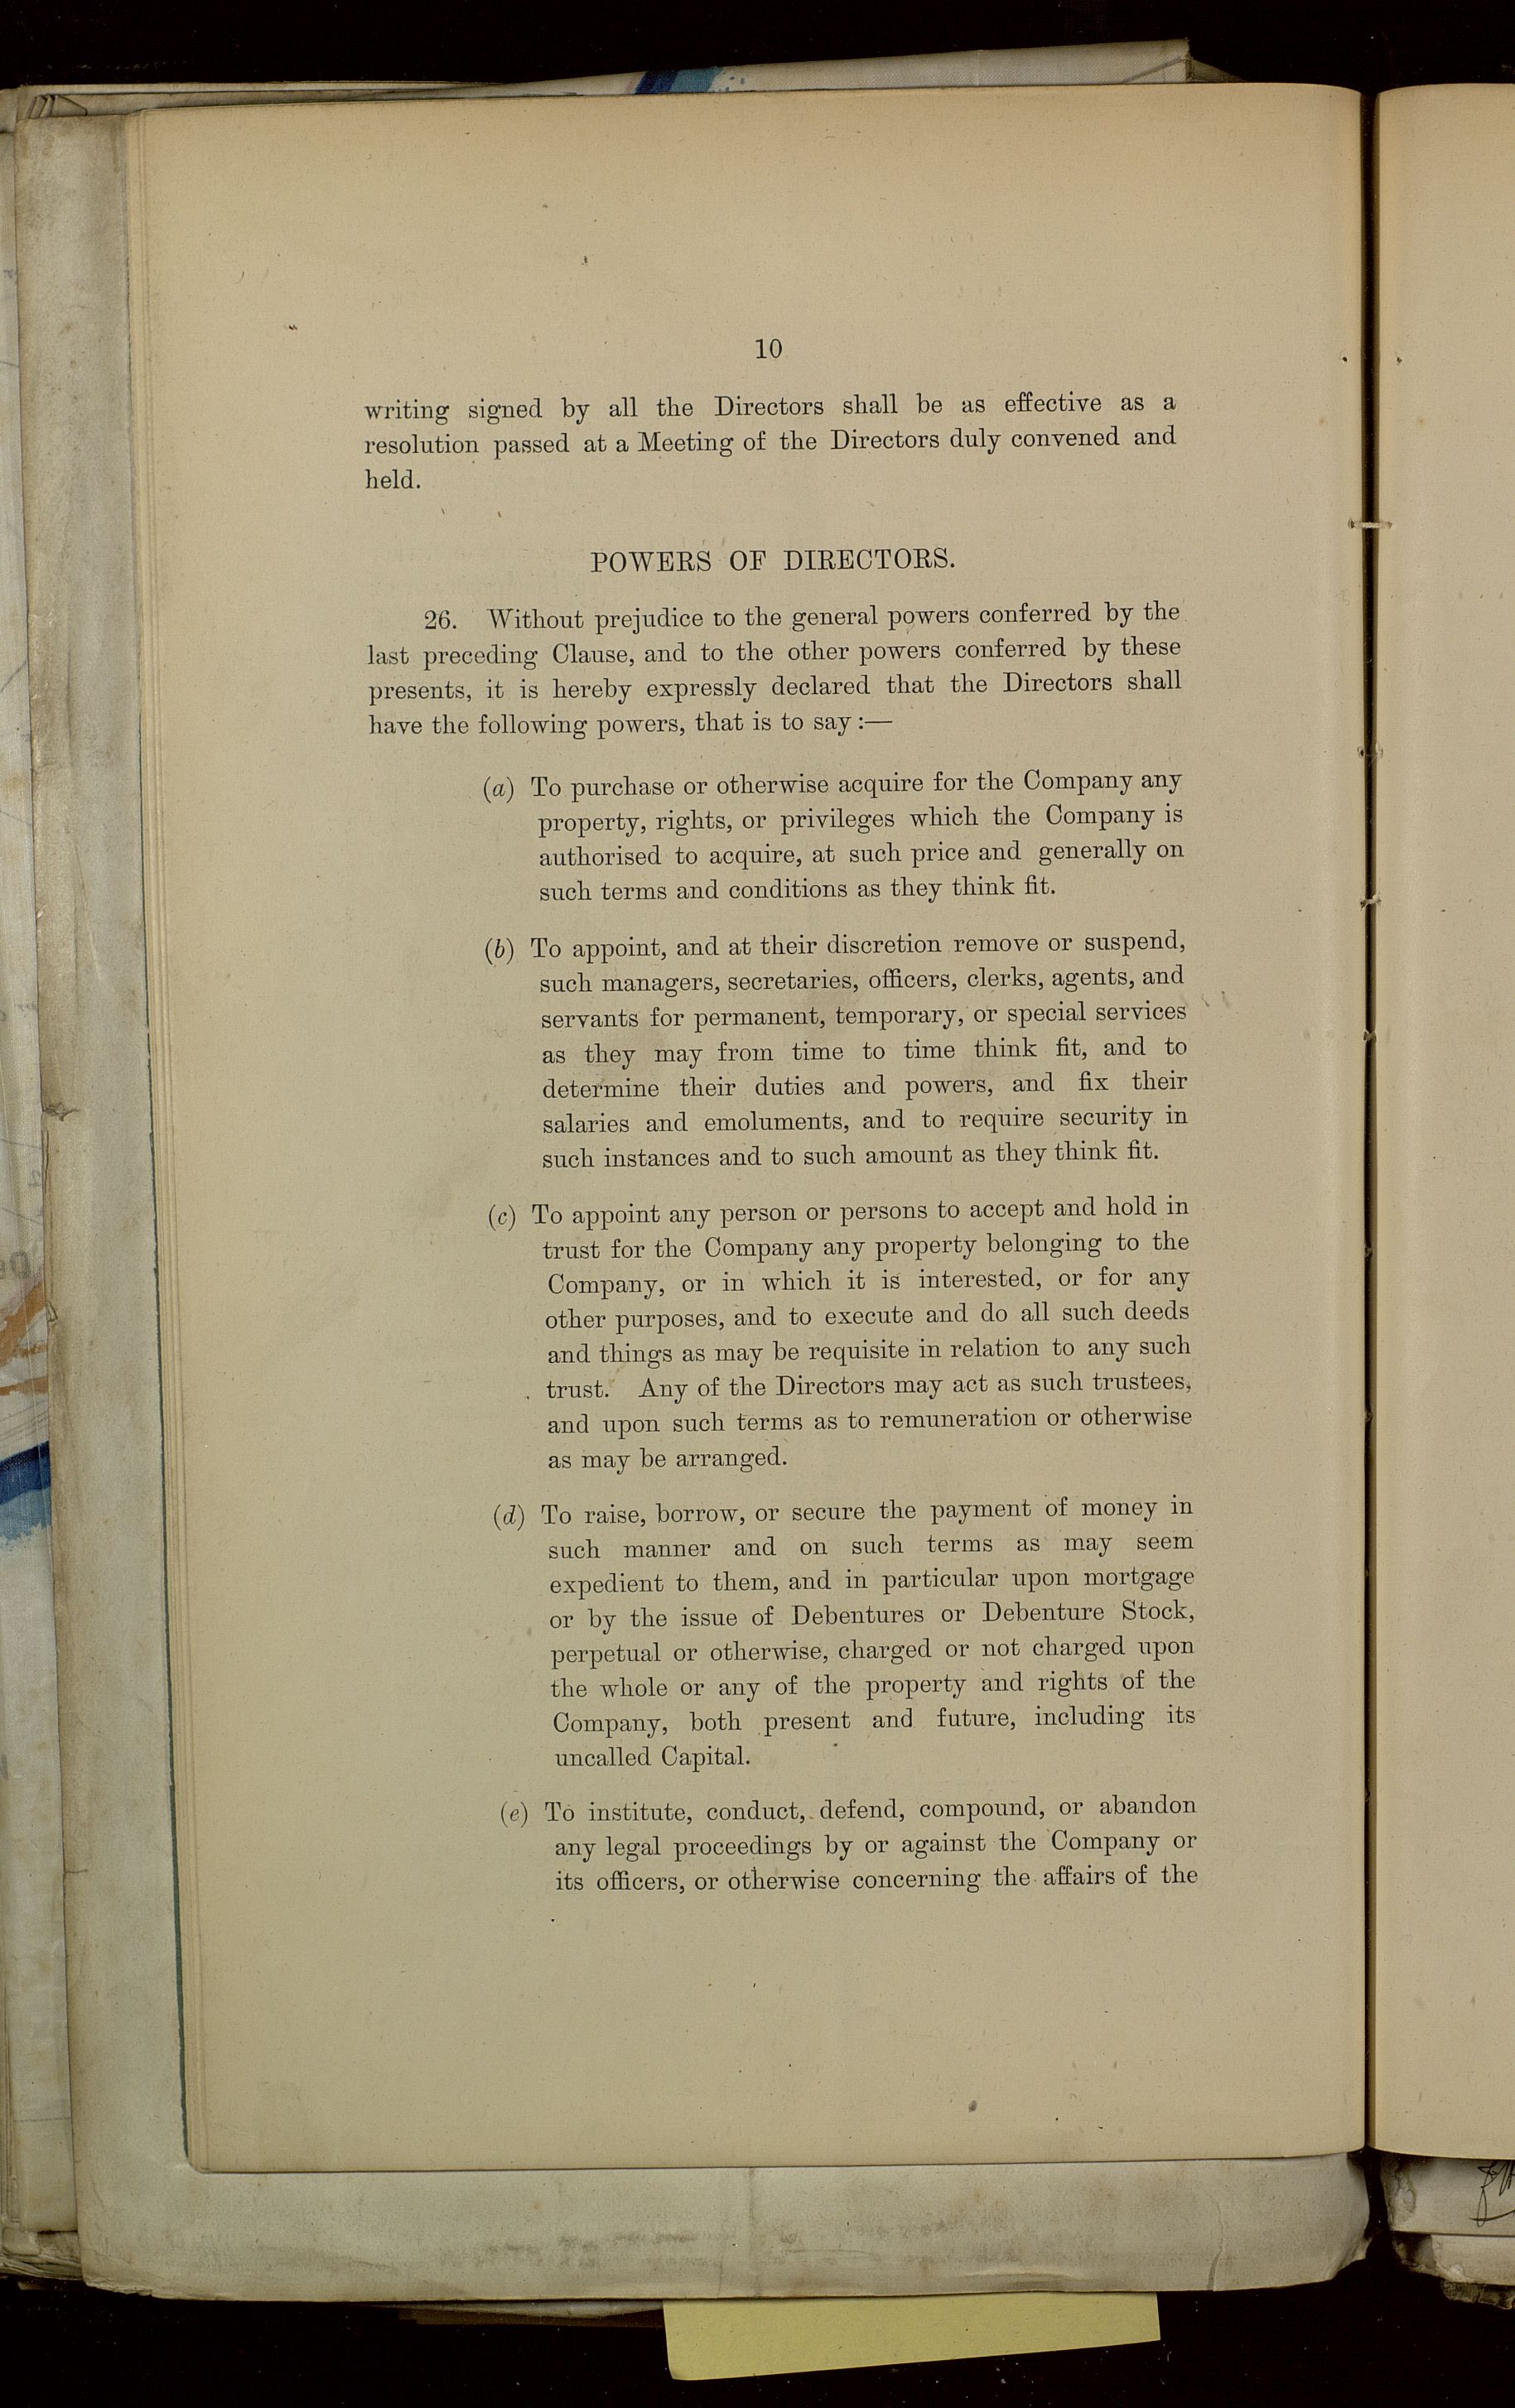 10
writing signed by all the Directors shall be as effective as a
resolution passed at a Meeting of the Directors duly convened and
held.
POWERS OF DIRECTORS.
26. Without prejudice to the general powers conferred by the
last preceding Clause, and to the other powers conferred by these
presents, it is hereby expressly declared that the Directors shall
have the following powers, that is to say :—
(a) To purchase or otherwise acquire for the Company any
property, rights, or privileges which the Company is
authorised to acquire, at such price and generally on
such terms and conditions as they think fit.
(b) To appoint, and at their discretion remove or suspend,
such managers, secretaries, officers, clerks, agents, and
servants for permanent, temporary, or special services
as they may from time to time think fit, and to
determine their duties and powers, and fix their
salaries and emoluments, and to require security in
such instances and to such amount as they think fit.
(c) To appoint any person or persons to accept and hold in
trust for the Company any property belonging to the
Company, or in which it is interested, or for any
other purposes, and to execute and do all such deeds
and things as may be requisite in relation to any such
trust. Any of the Directors may act as such trustees,
and upon such terms as to remuneration or otherwise
as may be arranged.
(d) To raise, borrow, or secure the payment of money in
such manner and on such terms as may seem
expedient to them, and in particular upon mortgage
or by the issue of Debentures or Debenture Stock,
perpetual or otherwise, charged or not charged upon
the whole or any of the property and rights of the
Company, both present and future, including its
uncalled Capital.
(e) To institute, conduct, defend, compound, or abandon
any legal proceedings by or against the Company or
its officers, or otherwise concerning the affairs of the